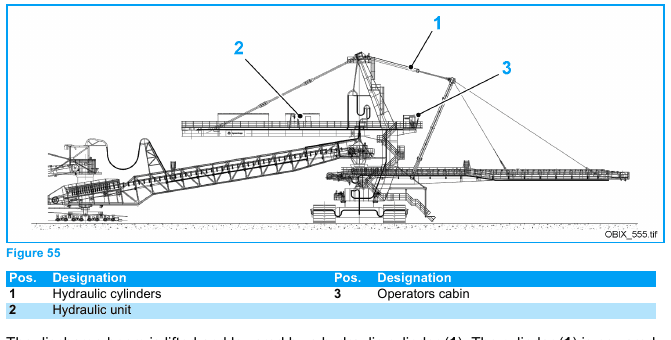 1
2
3
OBIX_555.tif
Figure 55
Pos. Designation Pos. Designation
1 Hydraulic cylinders 3 Operators cabin
2 Hydraulic unit